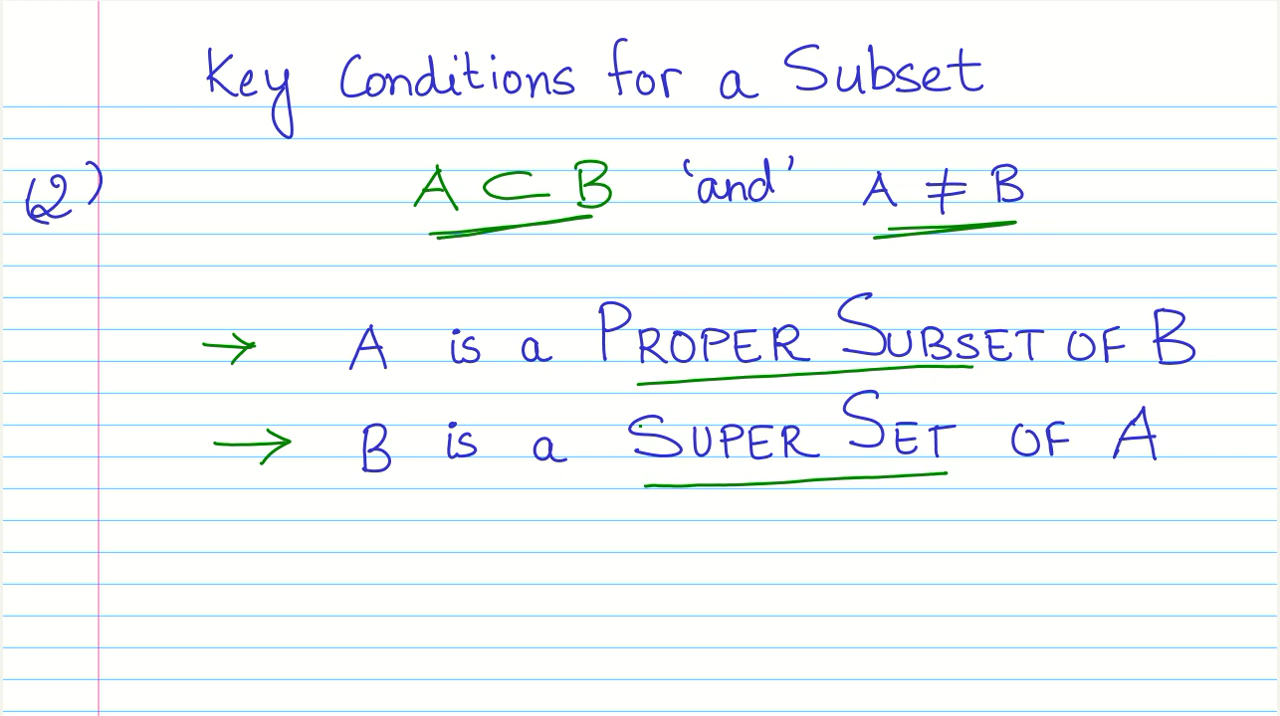 Key Conditions for a Subset
(2) A ⊂ B 'and' A ≠ B
→ A is a PROPER SUBSET OF B
→ B is a SUPER SET OF A